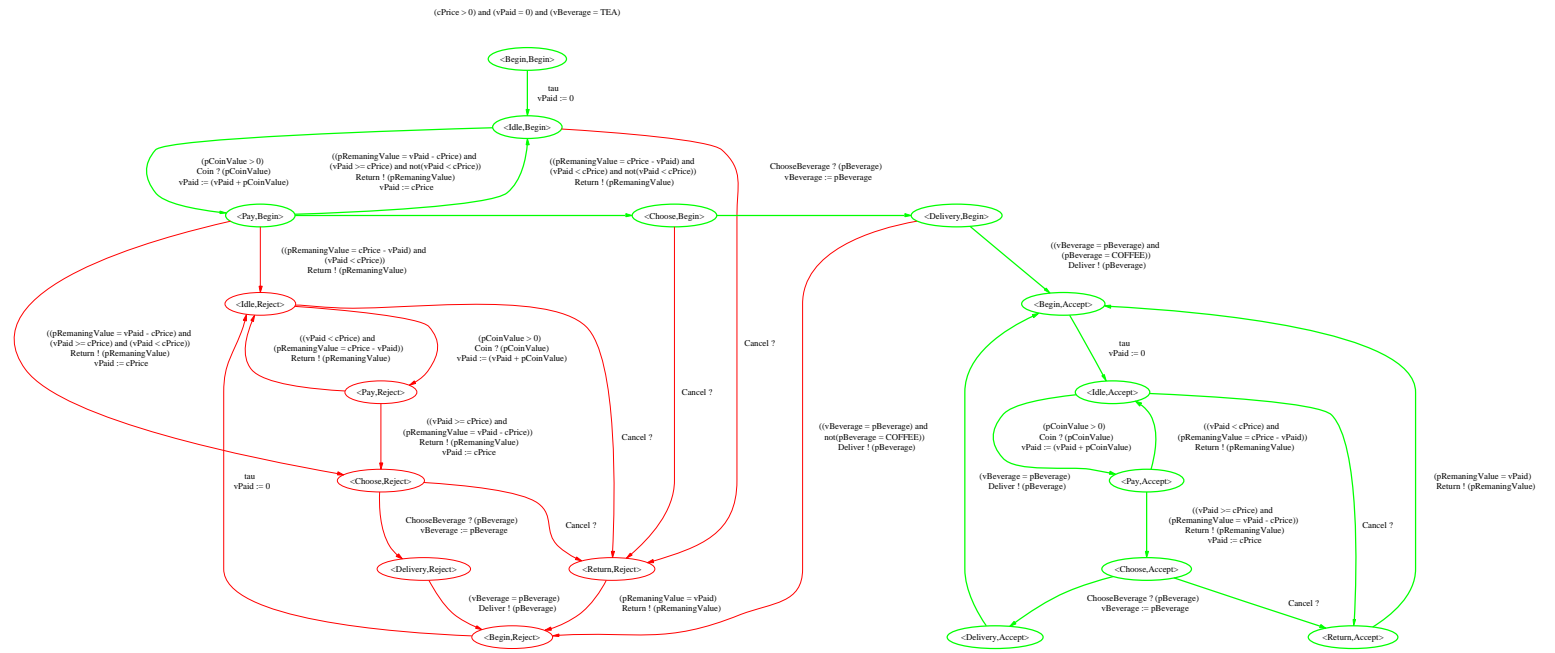 (cPrice > 0) and (vPaid = 0) and (vBeverage = TEA)
<Begin,Begin>
tau
vPaid := 0
<Idle,Begin>
(pCoinValue > 0)
Coin ? (pCoinValue)
vPaid := (vPaid + pCoinValue)
((pRemaningValue = vPaid - cPrice) and
(vPaid >= cPrice) and not(vPaid < cPrice))
Return ! (pRemaningValue)
vPaid := cPrice
((pRemaningValue = cPrice - vPaid) and
(vPaid < cPrice) and not(vPaid < cPrice))
Return ! (pRemaningValue)
ChooseBeverage ? (pBeverage)
vBeverage := pBeverage
<Pay,Begin>
<Choose,Begin>
<Delivery,Begin>
((pRemaningValue = cPrice - vPaid) and
(vPaid < cPrice))
Return ! (pRemaningValue)
((vBeverage = pBeverage) and
(pBeverage = COFFEE))
Deliver ! (pBeverage)
<Idle,Reject>
<Begin,Accept>
((pRemaningValue = vPaid - cPrice) and
(vPaid >= cPrice) and (vPaid < cPrice))
Return ! (pRemaningValue)
vPaid := cPrice
((vPaid < cPrice) and
(pRemaningValue = cPrice - vPaid))
Return ! (pRemaningValue)
(pCoinValue > 0)
Coin ? (pCoinValue)
vPaid := (vPaid + pCoinValue)
Cancel ?
tau
vPaid := 0
<Pay,Reject>
Cancel ?
<Idle,Accept>
((vPaid >= cPrice) and
(pRemaningValue = vPaid - cPrice))
Return ! (pRemaningValue)
vPaid := cPrice
Cancel ?
((vBeverage = pBeverage) and
not(pBeverage = COFFEE))
Deliver ! (pBeverage)
(pCoinValue > 0)
Coin ? (pCoinValue)
vPaid := (vPaid + pCoinValue)
((vPaid < cPrice) and
(pRemaningValue = cPrice - vPaid))
Return ! (pRemaningValue)
tau
vPaid := 0
<Choose,Reject>
(vBeverage = pBeverage)
Deliver ! (pBeverage)
<Pay,Accept>
(pRemaningValue = vPaid)
Return ! (pRemaningValue)
ChooseBeverage ? (pBeverage)
vBeverage := pBeverage
Cancel ?
((vPaid >= cPrice) and
(pRemaningValue = vPaid - cPrice))
Return ! (pRemaningValue)
vPaid := cPrice
Cancel ?
<Delivery,Reject>
<Return,Reject>
<Choose,Accept>
(vBeverage = pBeverage)
Deliver ! (pBeverage)
(pRemaningValue = vPaid)
Return ! (pRemaningValue)
ChooseBeverage ? (pBeverage)
vBeverage := pBeverage
Cancel ?
<Begin,Reject>
<Delivery,Accept>
<Return,Accept>